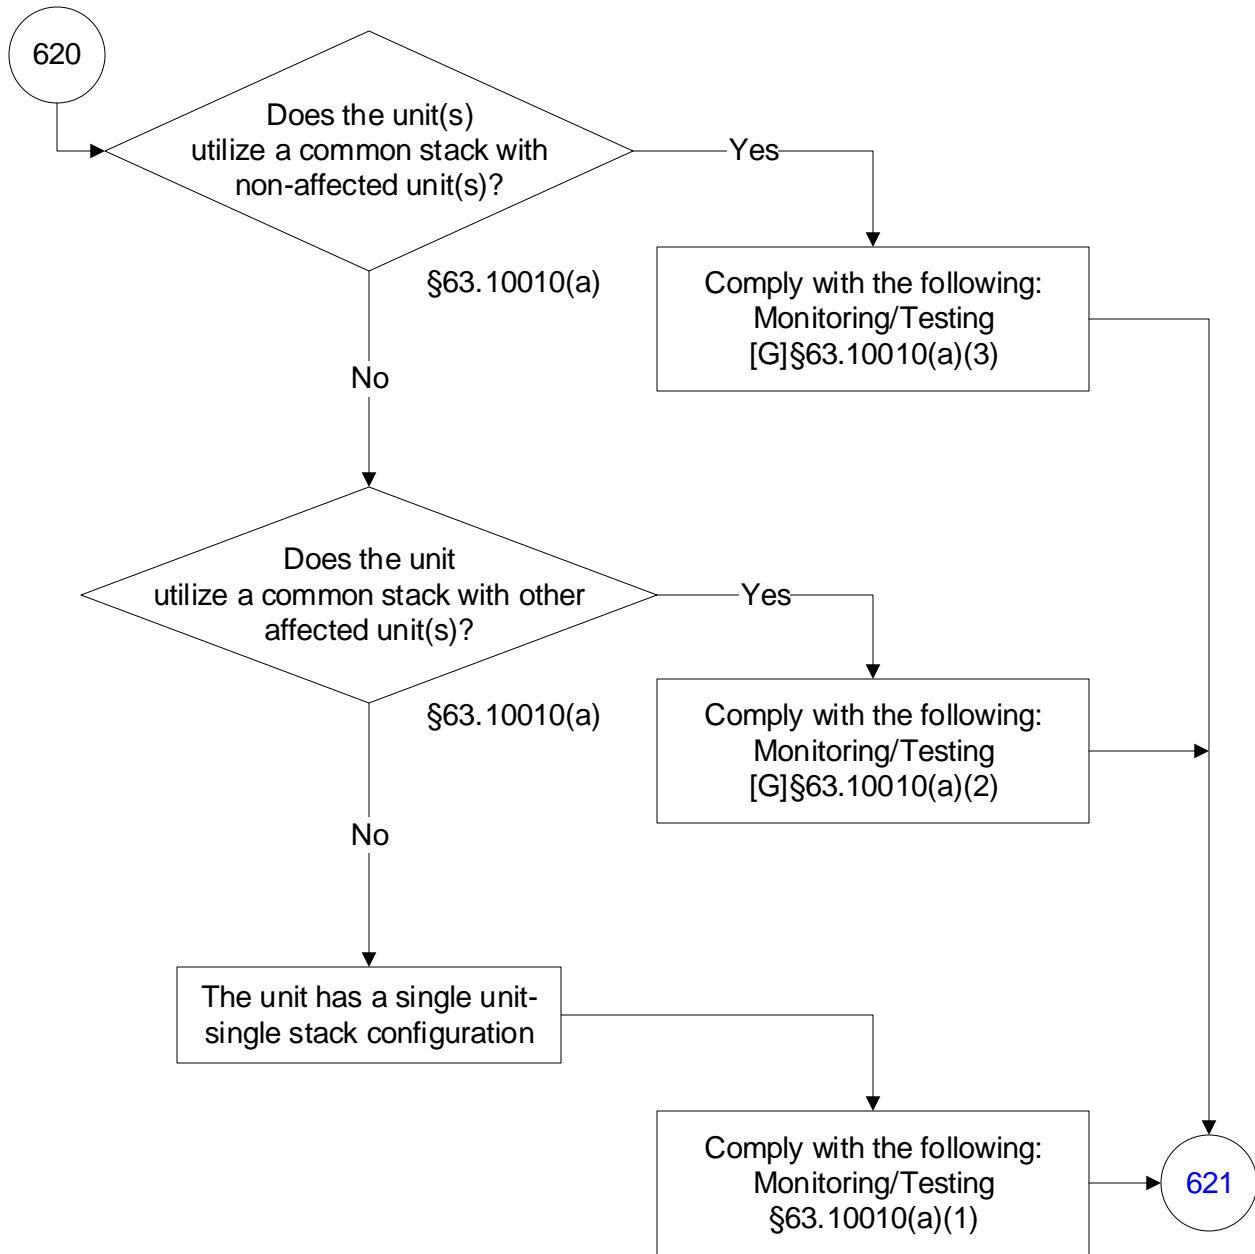 620
Does the unit(s)
utilize a common stack with
non-affected unit(s)?
Yes
§63.10010(a)
Comply with the following:
Monitoring/Testing
[G]§63.10010(a)(3)
No
Does the unit
utilize a common stack with other
affected unit(s)?
Yes
§63.10010(a)
Comply with the following:
Monitoring/Testing
[G]§63.10010(a)(2)
No
The unit has a single unit-
single stack configuration
Comply with the following:
Monitoring/Testing
§63.10010(a)(1)
621